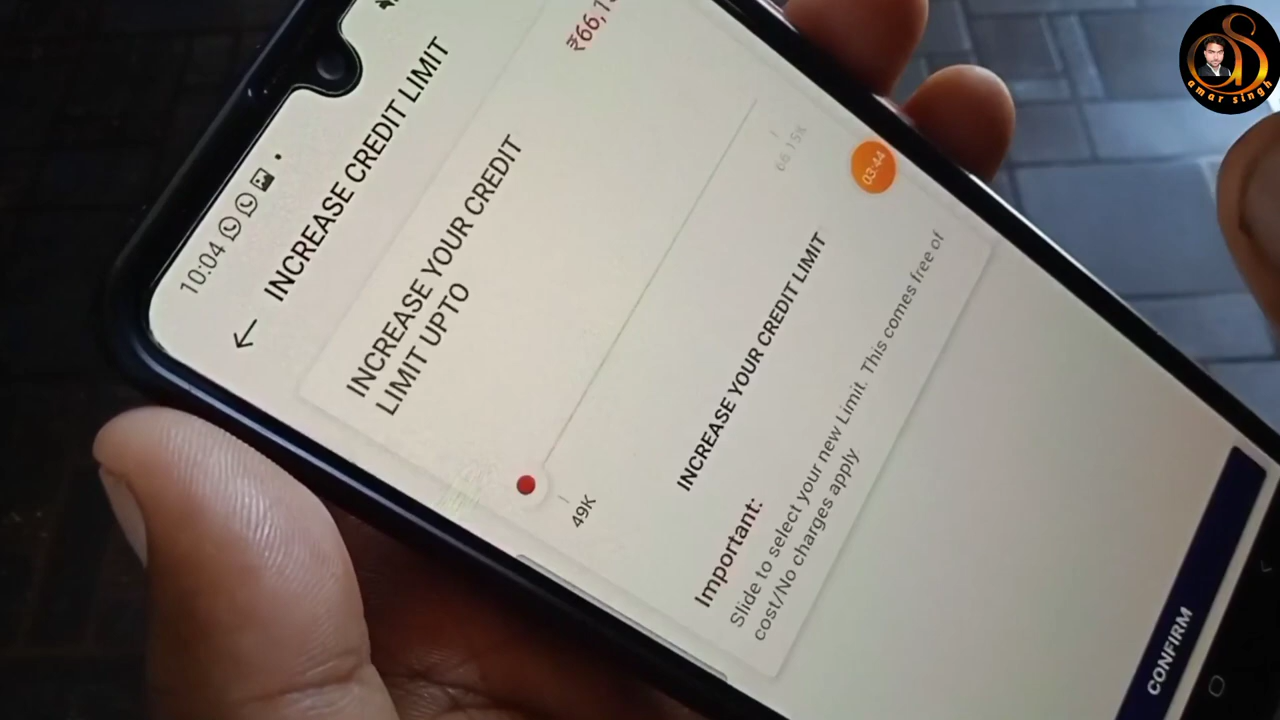 10:04
INCREASE CREDIT LIMIT
INCREASE YOUR CREDIT
LIMIT UPTO
49K
66.15K
INCREASE YOUR CREDIT LIMIT
Important:
Slide to select your new Limit. This comes free of
cost/No charges apply
CONFIRM
03:44
amar singh